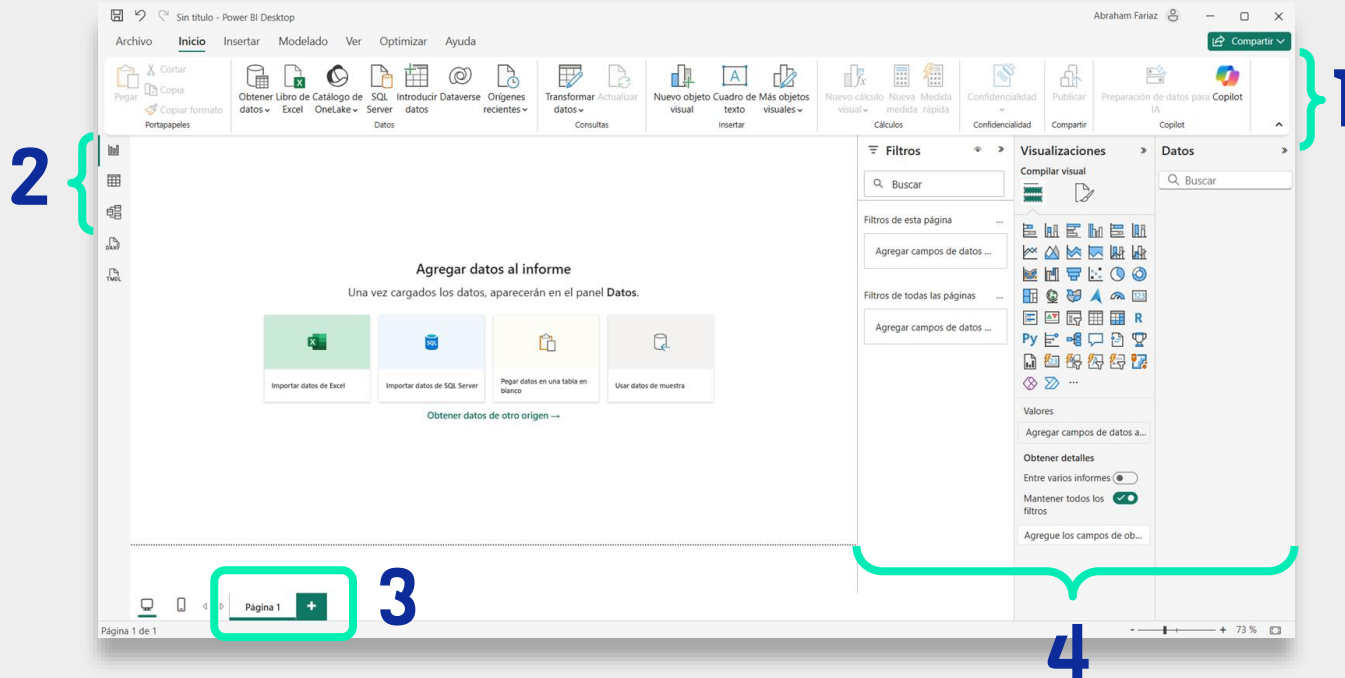 Sin título - Power BI Desktop
Abraham Fariaz
Archivo Inicio Insertar Modelado Ver Optimizar Ayuda
Compartir
Pegar
Cortar
Copia
Copiar formato
Portapapeles
Obtener datos
Libro de Excel
Catálogo de OneLake
SQL Server
Introducir datos
Dataverse
Orígenes recientes
Datos
Transformar datos
Actualizar
Consultas
Nuevo objeto visual
Cuadro de texto
Más objetos visuales
Insertar
Nuevo cálculo visual
Nueva medida
Medida rápida
Cálculos
Confidencialidad
Confidencialidad
Publicar
Compartir
Preparación de datos para IA
Copilot
Copilot
1
2
DAX
TMDL
Agregar datos al informe
Una vez cargados los datos, aparecerán en el panel Datos.
Importar datos de Excel
SQL
Importar datos de SQL Server
Pegar datos en una tabla en
blanco
Usar datos de muestra
Obtener datos de otro origen →
Filtros
Buscar
Filtros de esta página ...
Agregar campos de datos ...
Filtros de todas las páginas ...
Agregar campos de datos ...
Visualizaciones
Compilar visual
R
Py
...
Valores
Agregar campos de datos a...
Obtener detalles
Entre varios informes
Mantener todos los
filtros
Agregue los campos de ob...
Datos
Buscar
Página 1 +
3
4
Página 1 de 1
- + 73 %